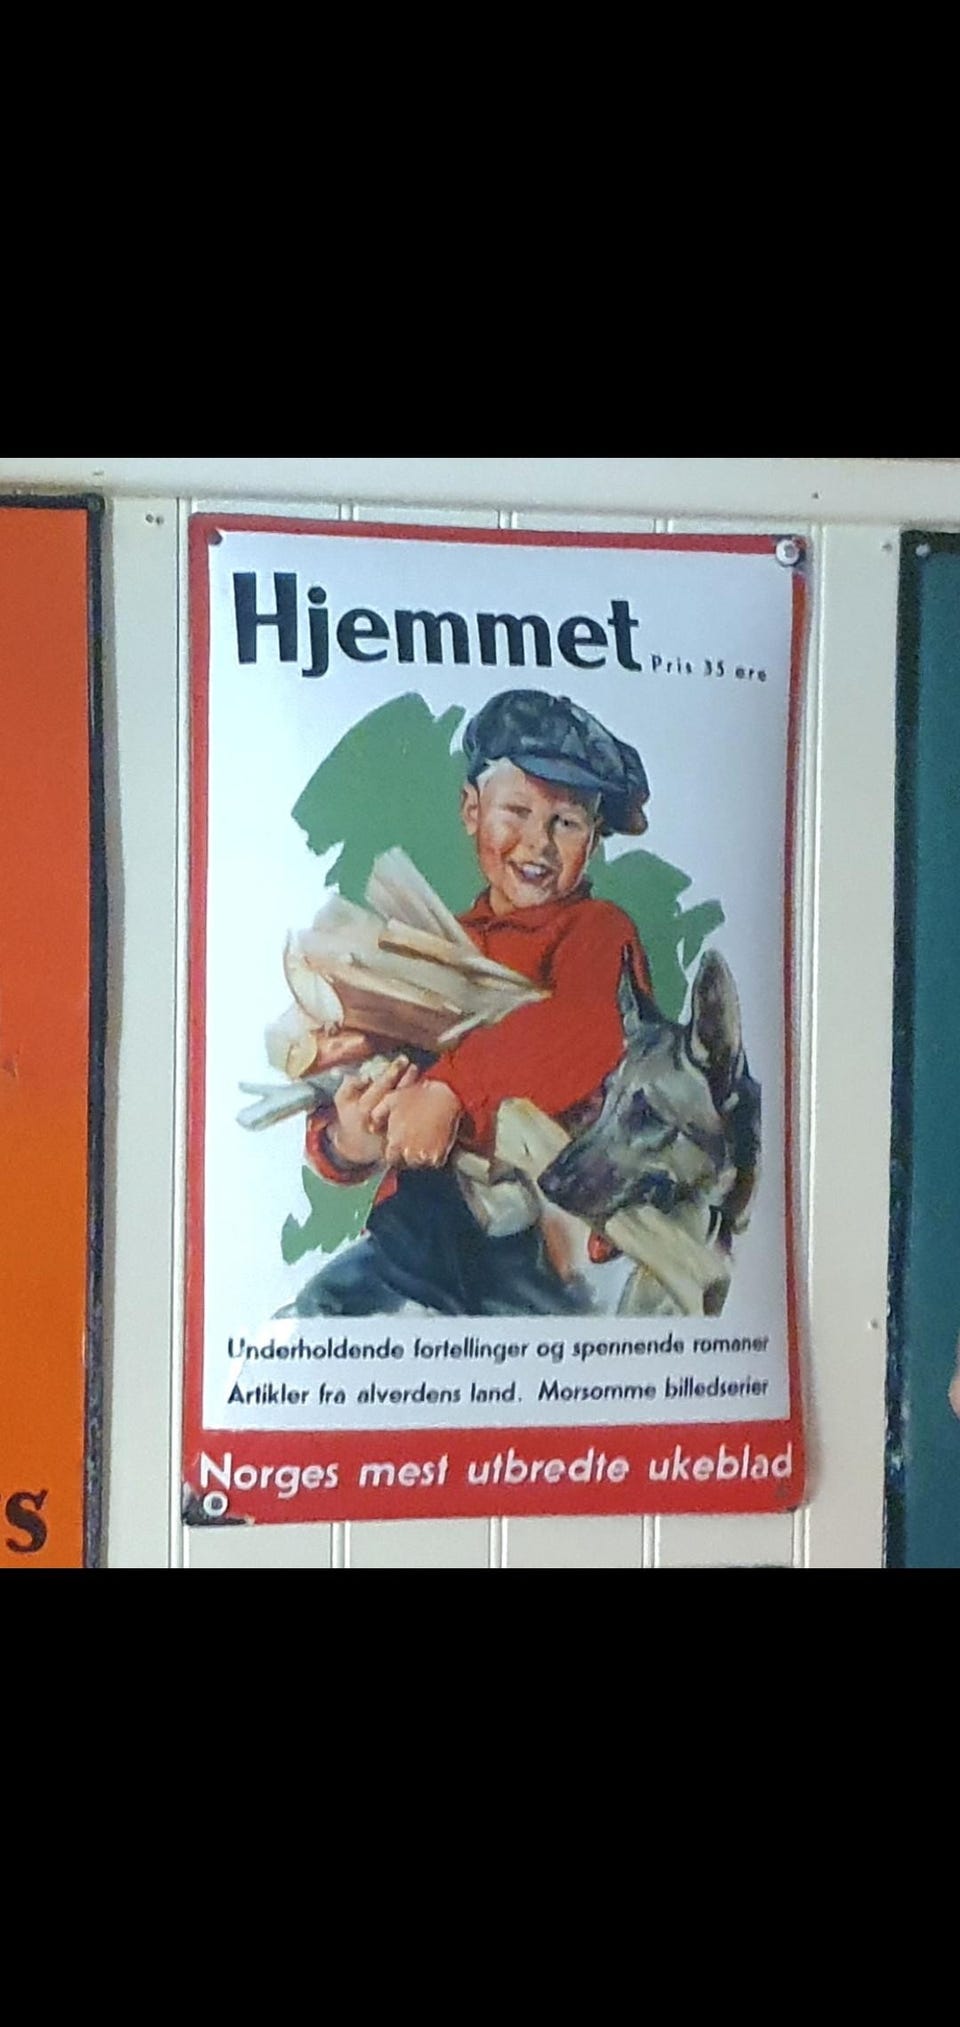 Hjemmet
Pris 35 øre
Underholdende fortellinger og spennende romaner
Artikler fra alverdens land. Morsomme billedserier
Norges mest utbredte ukeblad
s